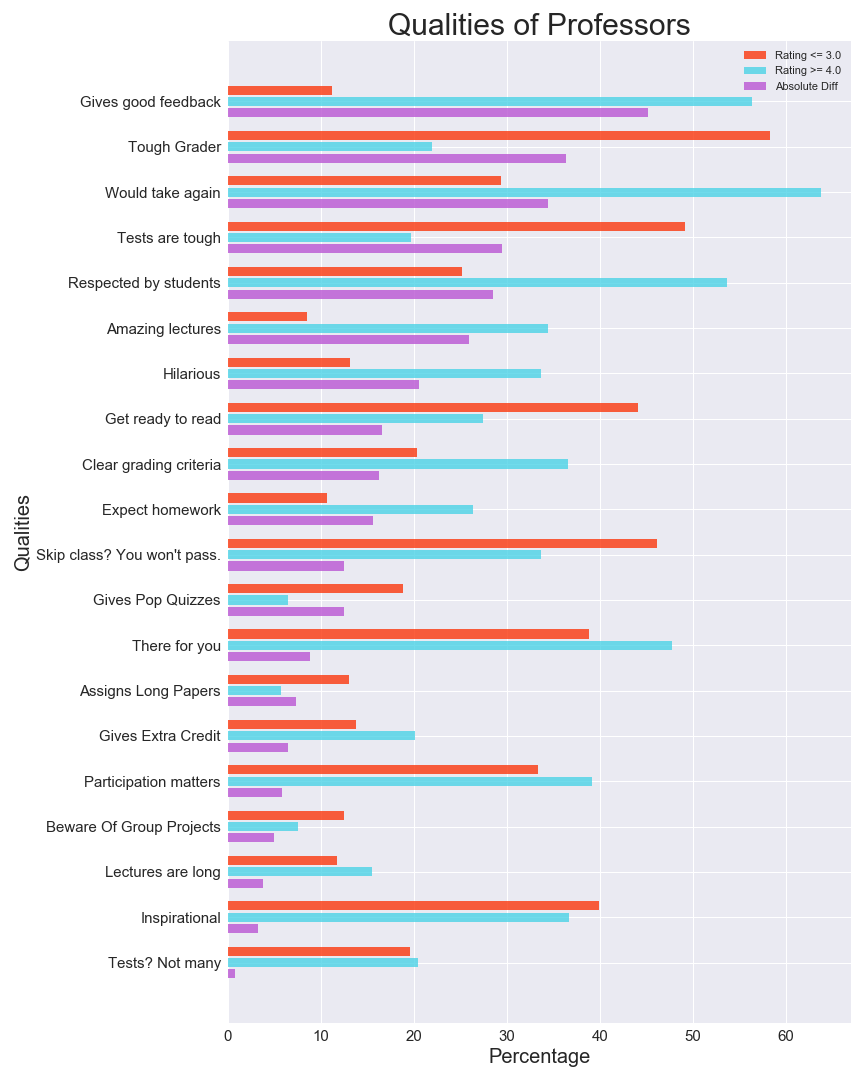 Qualities of Professors
Rating <= 3.0
Rating >= 4.0
Absolute Diff
Gives good feedback
Tough Grader
Would take again
Tests are tough
Respected by students
Amazing lectures
Hilarious
Get ready to read
Clear grading criteria
Expect homework
Skip class? You won't pass.
Gives Pop Quizzes
There for you
Assigns Long Papers
Gives Extra Credit
Participation matters
Beware Of Group Projects
Lectures are long
Inspirational
Tests? Not many
Qualities
0 10 20 30 40 50 60
Percentage